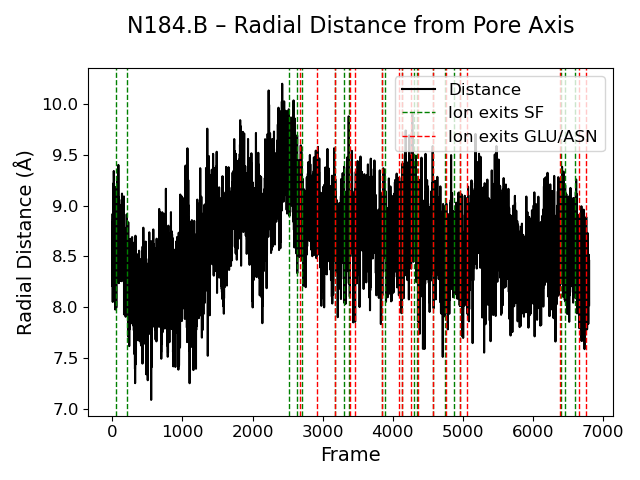 N184.B – Radial Distance from Pore Axis
Distance
Ion exits SF
Ion exits GLU/ASN
Radial Distance (Å)
10.0
9.5
9.0
8.5
8.0
7.5
7.0
0 1000 2000 3000 4000 5000 6000 7000
Frame